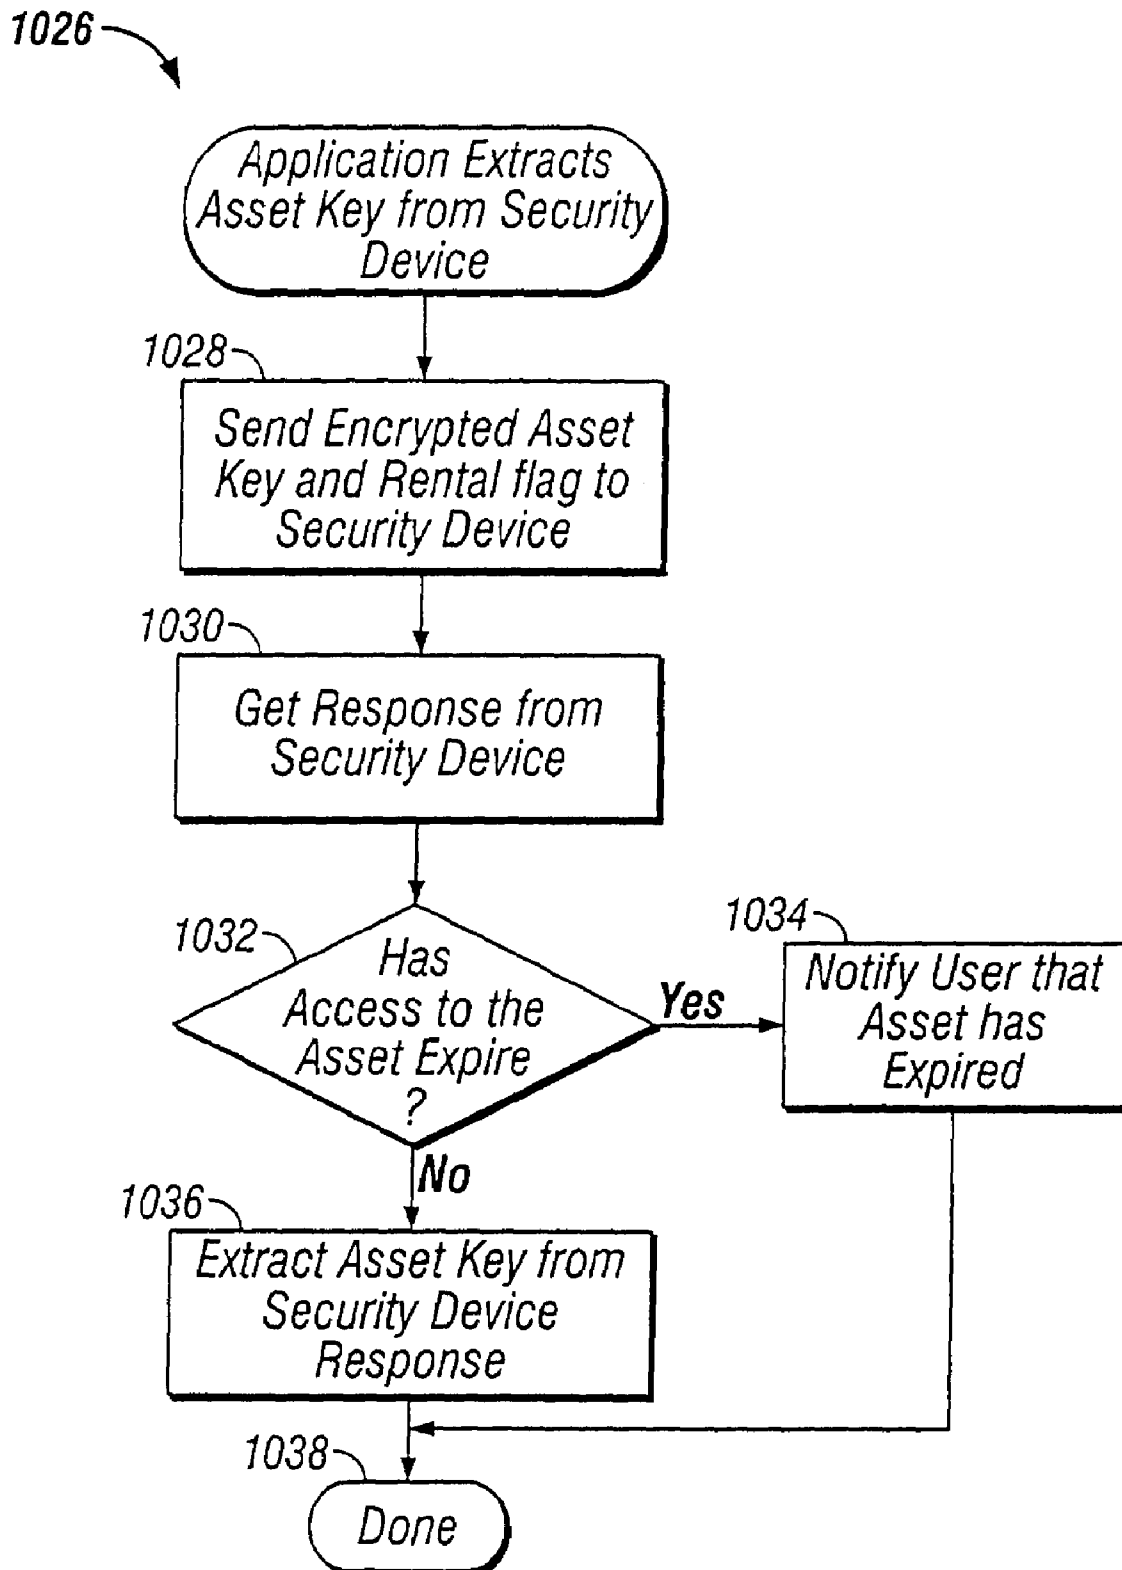 1026
Application Extracts
Asset Key from Security
Device
1028
Send Encrypted Asset
Key and Rental flag to
Security Device
1030
Get Response from
Security Device
1032
Has
Access to the
Asset Expire
?
Yes
1034
Notify User that
Asset has
Expired
No
1036
Extract Asset Key from
Security Device
Response
1038
Done